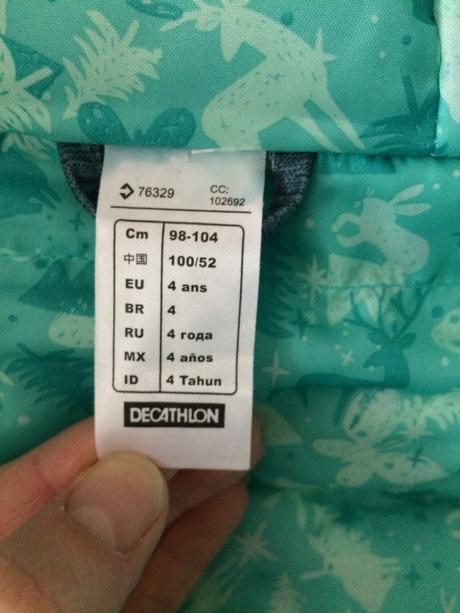 76329 CC:
102692
Cm 98-104
中国 100/52
EU 4 ans
BR 4
RU 4 года
MX 4 años
ID 4 Tahun
DECATHLON